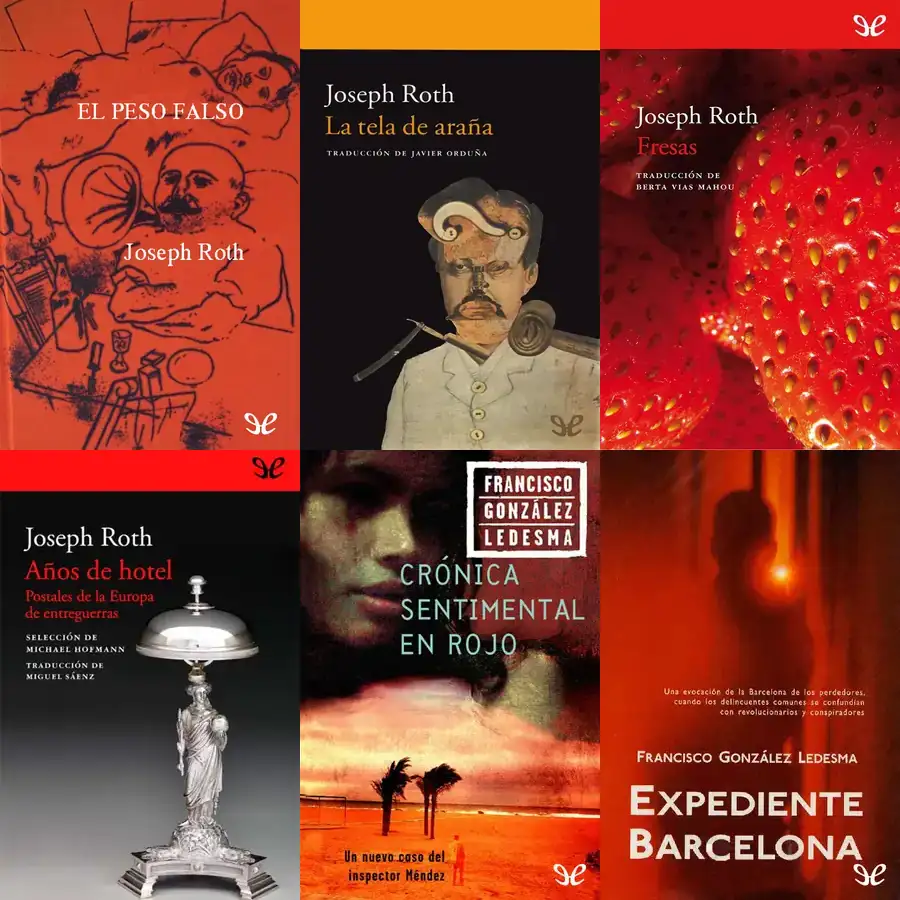 EL PESO FALSO
Joseph Roth
Joseph Roth
La tela de araña
TRADUCCIÓN DE JAVIER ORDUÑA
Joseph Roth
Fresas
TRADUCCIÓN DE
BERTA VIAS MAHOU
Joseph Roth
Años de hotel
Postales de la Europa
de entreguerras
SELECCIÓN DE
MICHAEL HOFMANN
TRADUCCIÓN DE
MIGUEL SÁENZ
FRANCISCO
GONZÁLEZ
LEDESMA
CRÓNICA
SENTIMENTAL
EN ROJO
Un nuevo caso del
inspector Méndez
Una evocación de la Barcelona de los perdedores,
cuando los delincuentes comunes se confundían
con revolucionarios y conspiradores
FRANCISCO GONZÁLEZ LEDESMA
EXPEDIENTE
BARCELONA